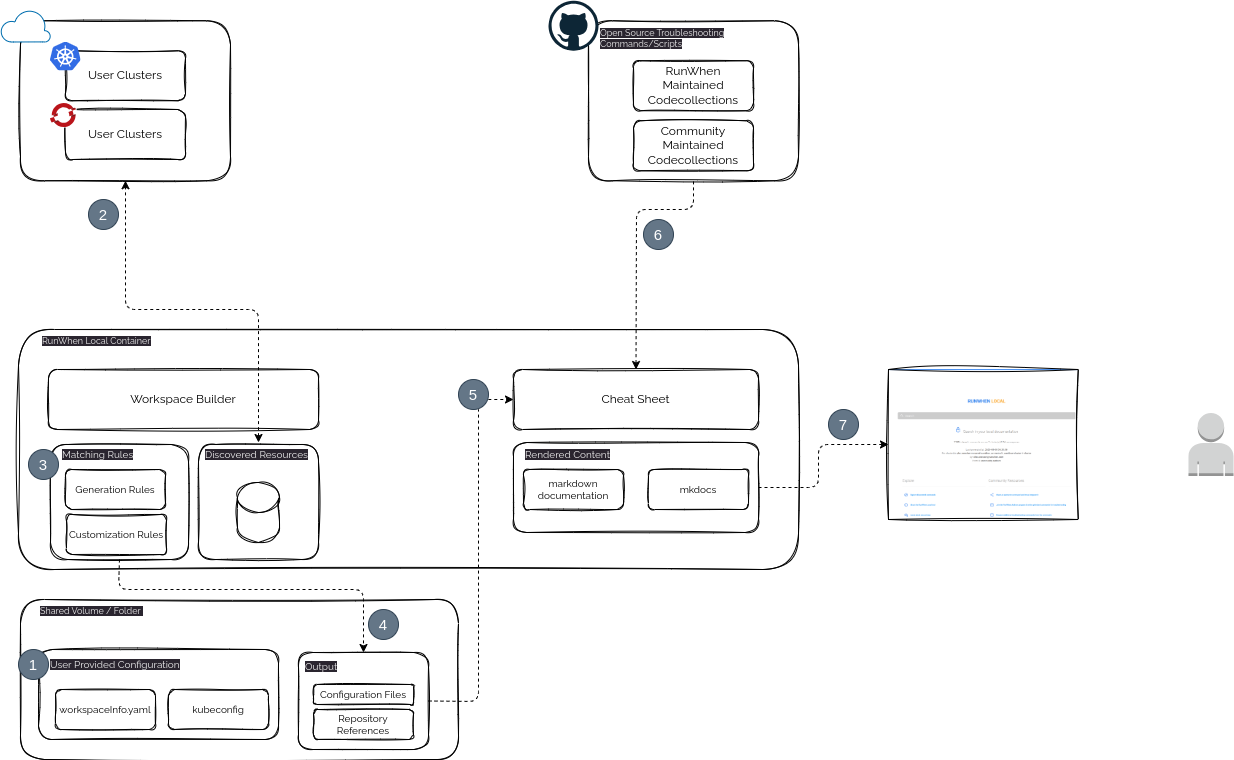 User Clusters
User Clusters
Open Source Troubleshooting
Commands/Scripts
RunWhen
Maintained
Codecollections
Community
Maintained
Codecollections
2
6
RunWhen Local Container
Workspace Builder
5
Cheat Sheet
7
RUNWHEN LOCAL
3
Matching Rules
Generation Rules
Customization Rules
Discovered Resources
Rendered Content
markdown
documentation
mkdocs
Shared Volume / Folder
4
1
User Provided Configuration
workspaceInfo.yaml
kubeconfig
Output
Configuration Files
Repository
References